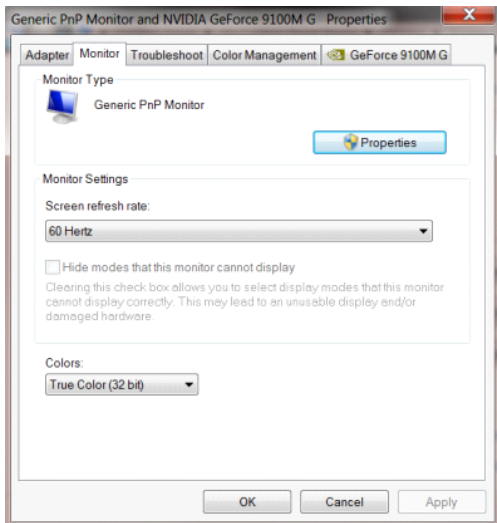 Generic PnP Monitor and NVIDIA GeForce 9100M G Properties
Adapter Monitor Troubleshoot Color Management GeForce 9100M G
Monitor Type
Generic PnP Monitor
Properties
Monitor Settings
Screen refresh rate:
60 Hertz
Hide modes that this monitor cannot display
Clearing this check box allows you to select display modes that this monitor
cannot display correctly. This may lead to an unusable display and/or
damaged hardware.
Colors:
True Color (32 bit)
OK Cancel Apply